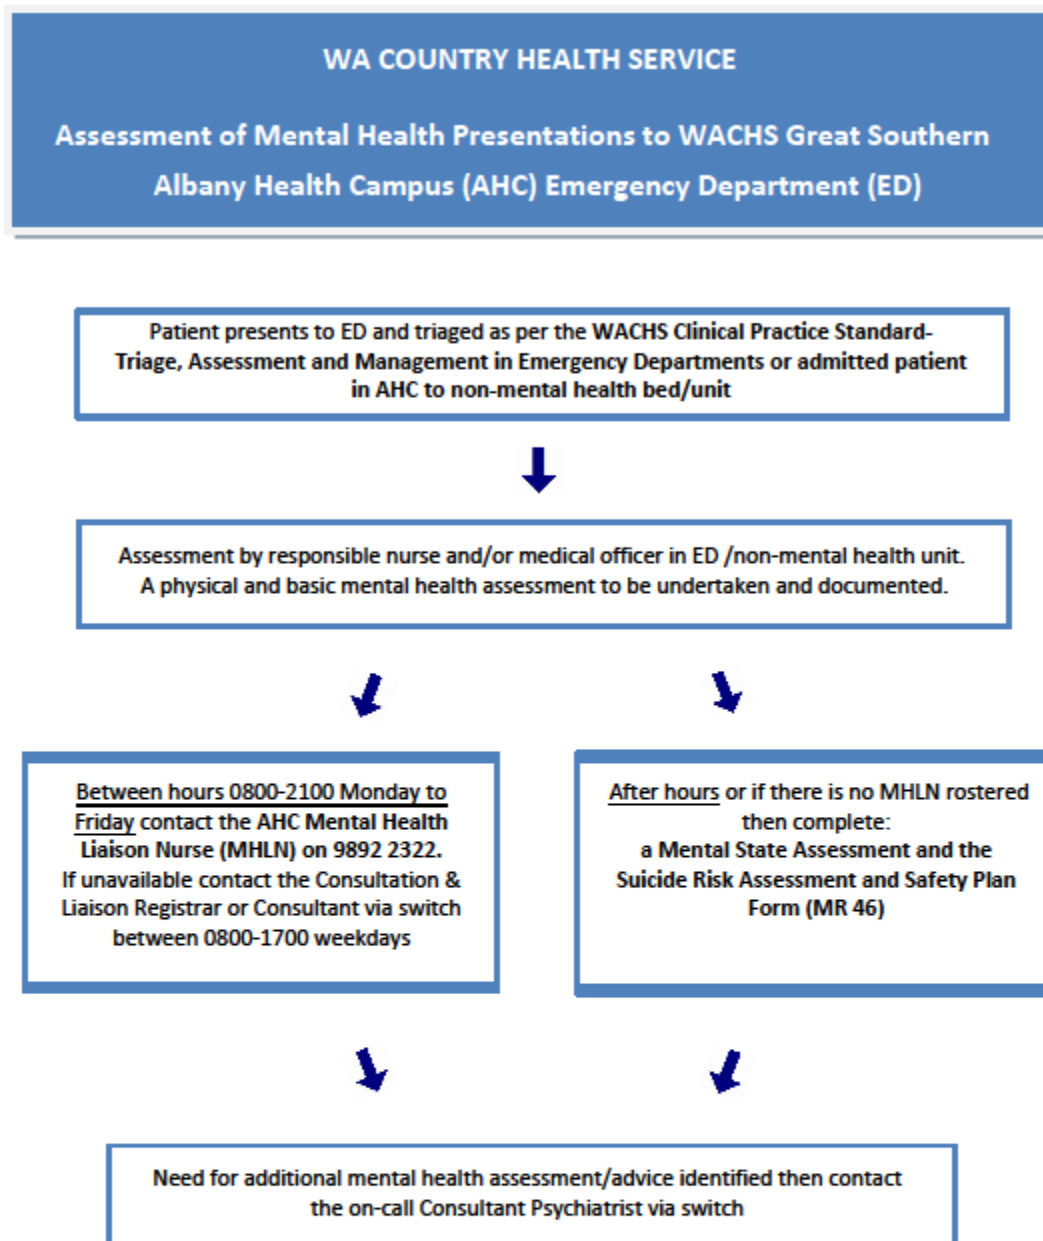 WA COUNTRY HEALTH SERVICE
Assessment of Mental Health Presentations to WACHS Great Southern
Albany Health Campus (AHC) Emergency Department (ED)
Patient presents to ED and triaged as per the WACHS Clinical Practice Standard-
Triage, Assessment and Management in Emergency Departments or admitted patient
in AHC to non-mental health bed/unit
Assessment by responsible nurse and/or medical officer in ED /non-mental health unit.
A physical and basic mental health assessment to be undertaken and documented.
Between hours 0800-2100 Monday to
Friday contact the AHC Mental Health
Liaison Nurse (MHLN) on 9892 2322.
If unavailable contact the Consultation &
Liaison Registrar or Consultant via switch
between 0800-1700 weekdays
After hours or if there is no MHLN rostered
then complete:
a Mental State Assessment and the
Suicide Risk Assessment and Safety Plan
Form (MR 46)
Need for additional mental health assessment/advice identified then contact
the on-call Consultant Psychiatrist via switch